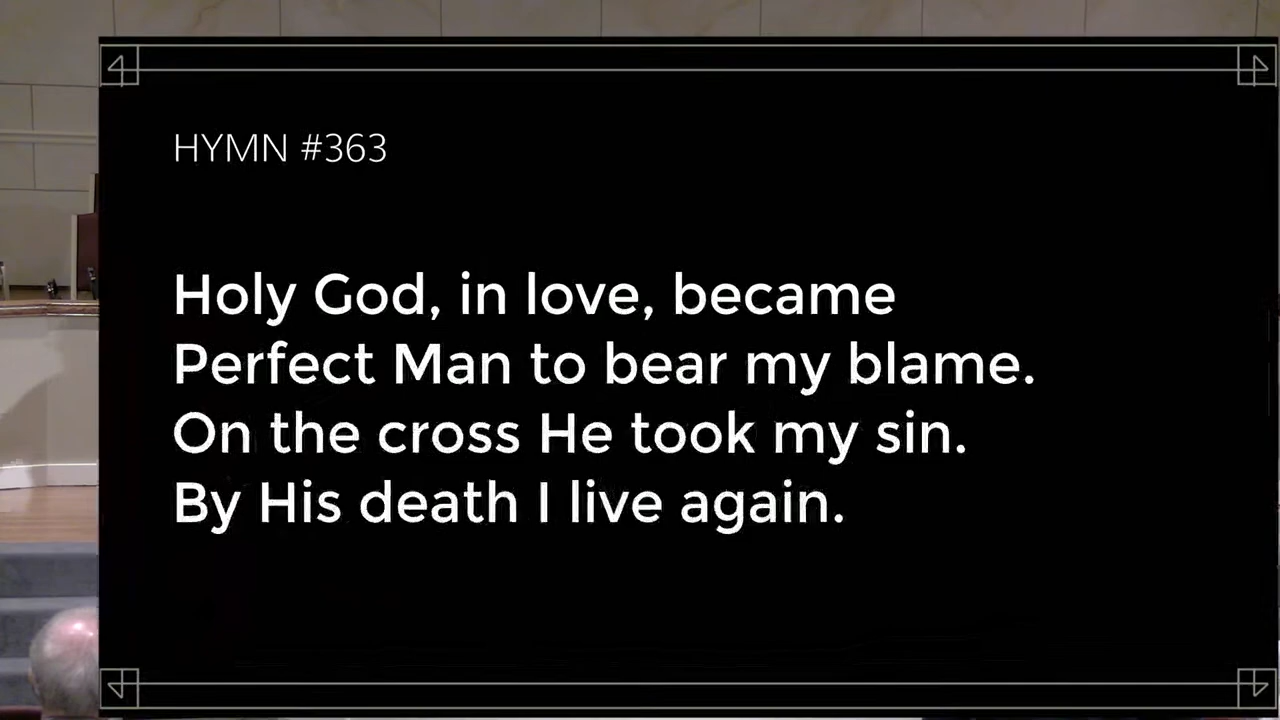 HYMN #363
Holy God, in love, became
Perfect Man to bear my blame.
On the cross He took my sin.
By His death I live again.